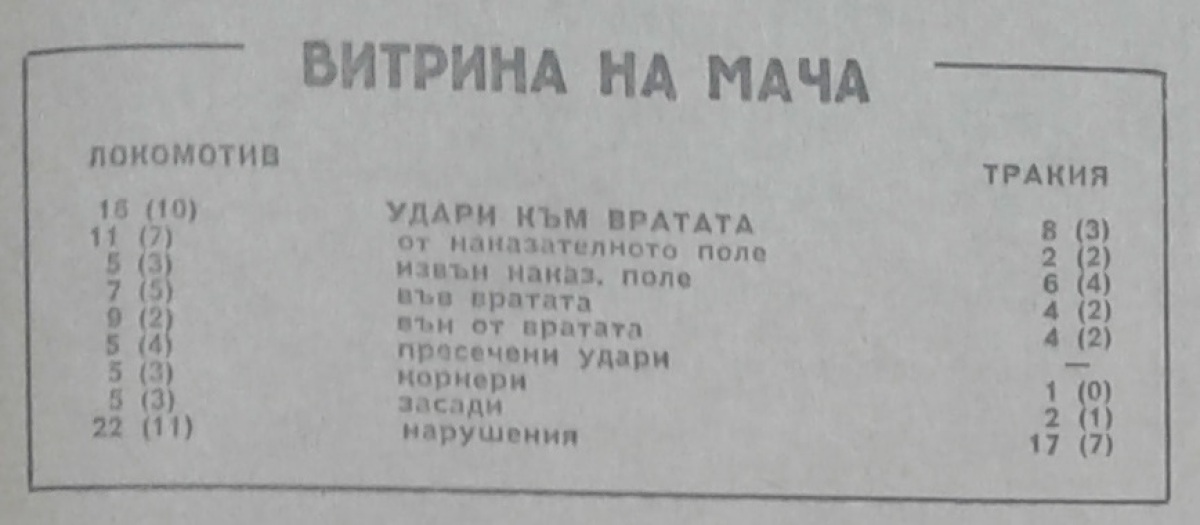 ВИТРИНА НА МАЧА
ЛОКОМОТИВ ТРАКИЯ
16 (10) УДАРИ КЪМ ВРАТАТА 8 (3)
11 (7) от наказателното поле 2 (2)
5 (3) извън наказ. поле 6 (4)
7 (5) във вратата 4 (2)
9 (2) вън от вратата 4 (2)
5 (4) пресечени удари —
5 (3) корнери 1 (0)
5 (3) засади 2 (1)
22 (11) нарушения 17 (7)